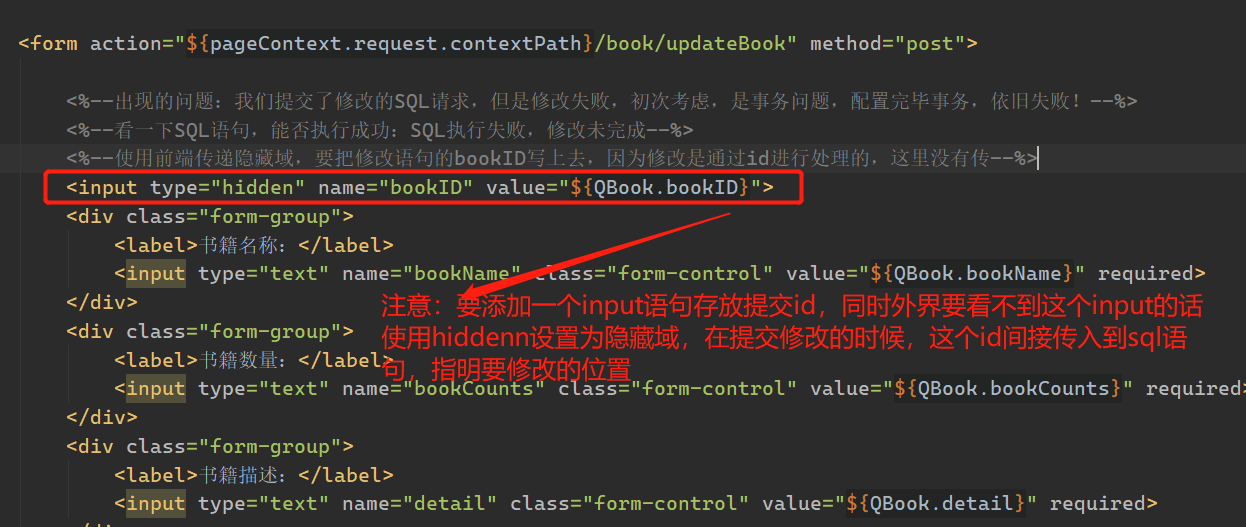 <form action="${pageContext.request.contextPath}/book/updateBook" method="post">
<%--出现的问题：我们提交了修改的SQL请求，但是修改失败，初次考虑，是事务问题，配置完毕事务，依旧失败！--%>
<%--看一下SQL语句，能否执行成功：SQL执行失败，修改未完成--%>
<%--使用前端传递隐藏域，要把修改语句的bookID写上去，因为修改是通过id进行处理的，这里没有传--%>
<input type="hidden" name="bookID" value="${QBook.bookID}">
<div class="form-group">
<label>书籍名称：</label>
<input type="text" name="bookName" class="form-control" value="${QBook.bookName}" required>
</div>
注意：要添加一个input语句存放提交id，同时外界要看不到这个input的话
<div class="form-group">
使用hiddenn设置为隐藏域，在提交修改的时候，这个id间接传入到sql语
<label>书籍数量：</label>
句，指明要修改的位置
<input type="text" name="bookCounts" class="form-control" value="${QBook.bookCounts}" required>
</div>
<div class="form-group">
<label>书籍描述：</label>
<input type="text" name="detail" class="form-control" value="${QBook.detail}" required>